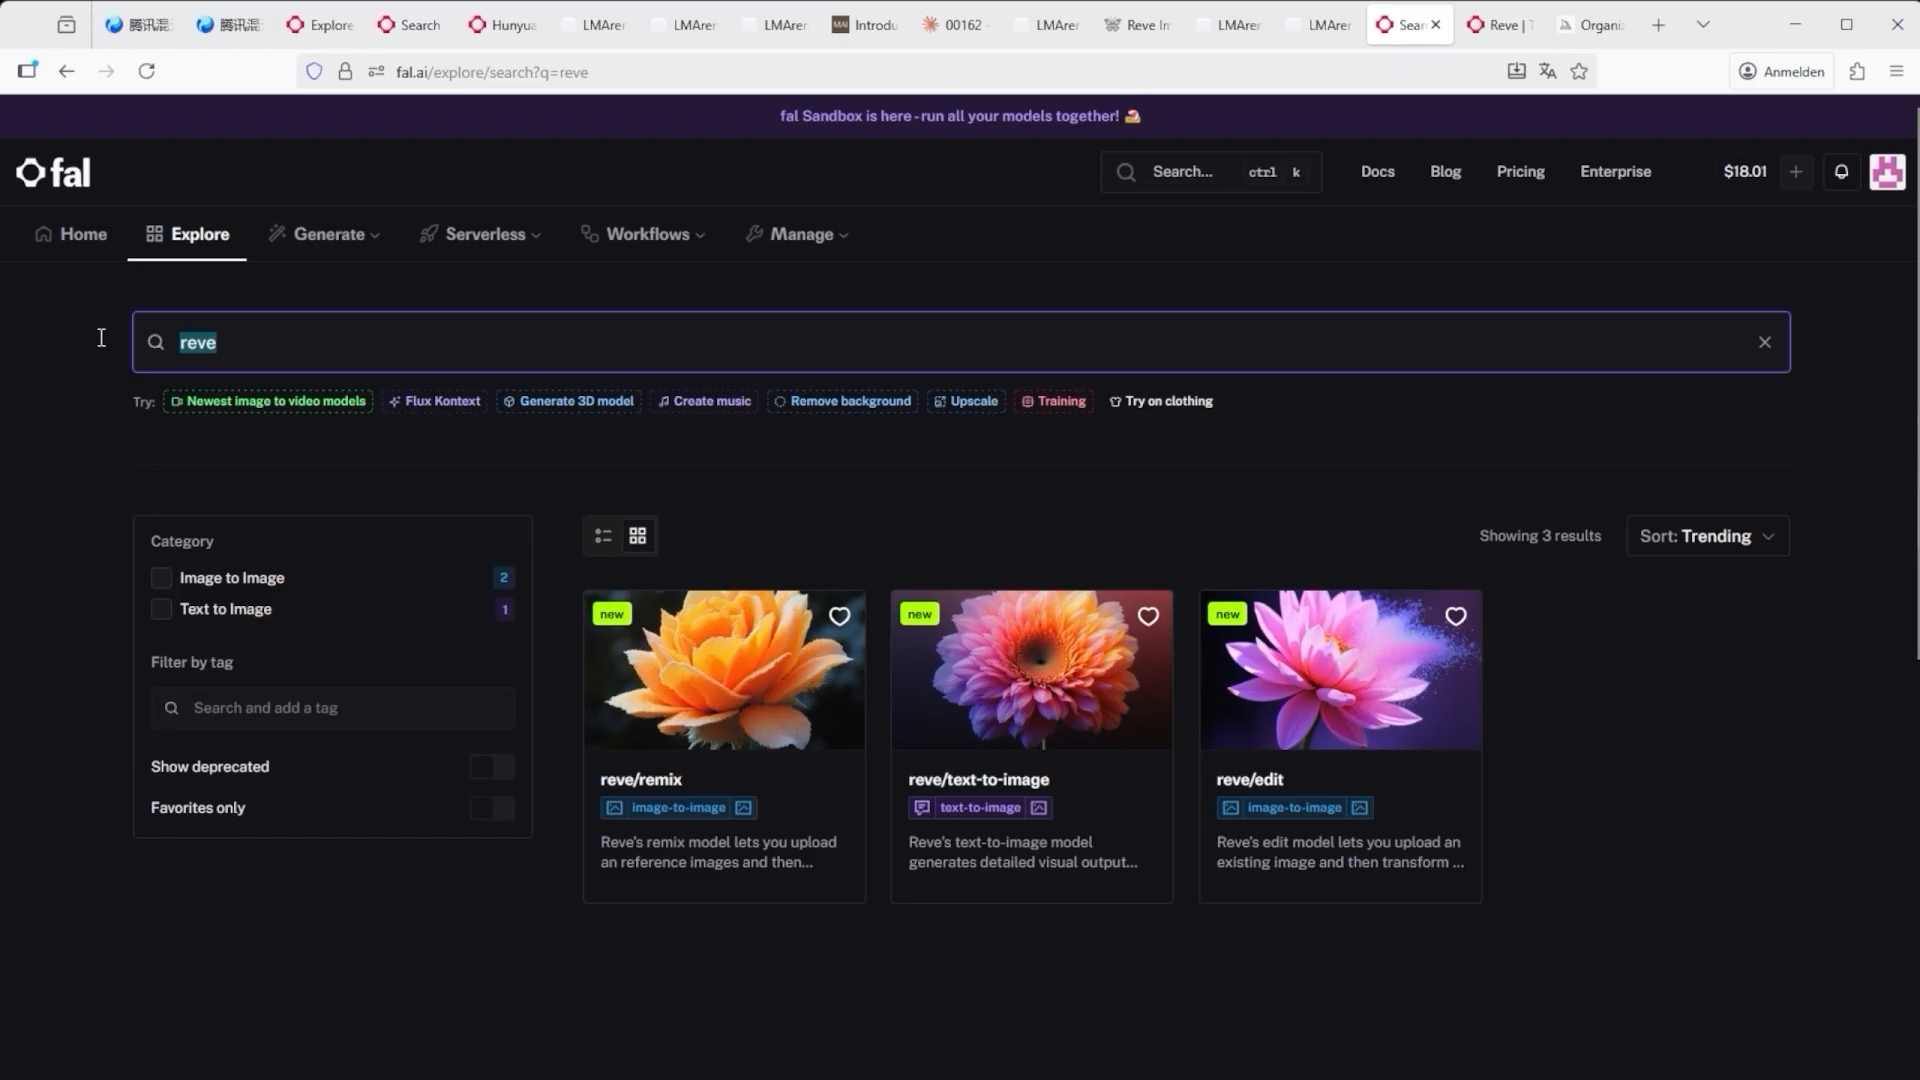 腾讯混
腾讯混
Explore
Search
Hunyua
LMArer
LMArer
LMArer
MAI
Introdu
00162 -
LMArer
Reve Im
LMArer
LMArer
Sear
Reve | T
Organiz
fal.ai/explore/search?q=reve
Anmelden
fal Sandbox is here - run all your models together! 🍰
fal
Search... ctrl k
Docs
Blog
Pricing
Enterprise
$18.01
Home
Explore
Generate
Serverless
Workflows
Manage
reve
Try:
Newest image to video models
Flux Kontext
Generate 3D model
Create music
Remove background
Upscale
Training
Try on clothing
Category
Image to Image 2
Text to Image 1
Filter by tag
Search and add a tag
Show deprecated
Favorites only
Showing 3 results
Sort: Trending
new
reve/remix
image-to-image
Reve's remix model lets you upload
an reference images and then...
new
reve/text-to-image
text-to-image
Reve's text-to-image model
generates detailed visual output...
new
reve/edit
image-to-image
Reve's edit model lets you upload an
existing image and then transform ...